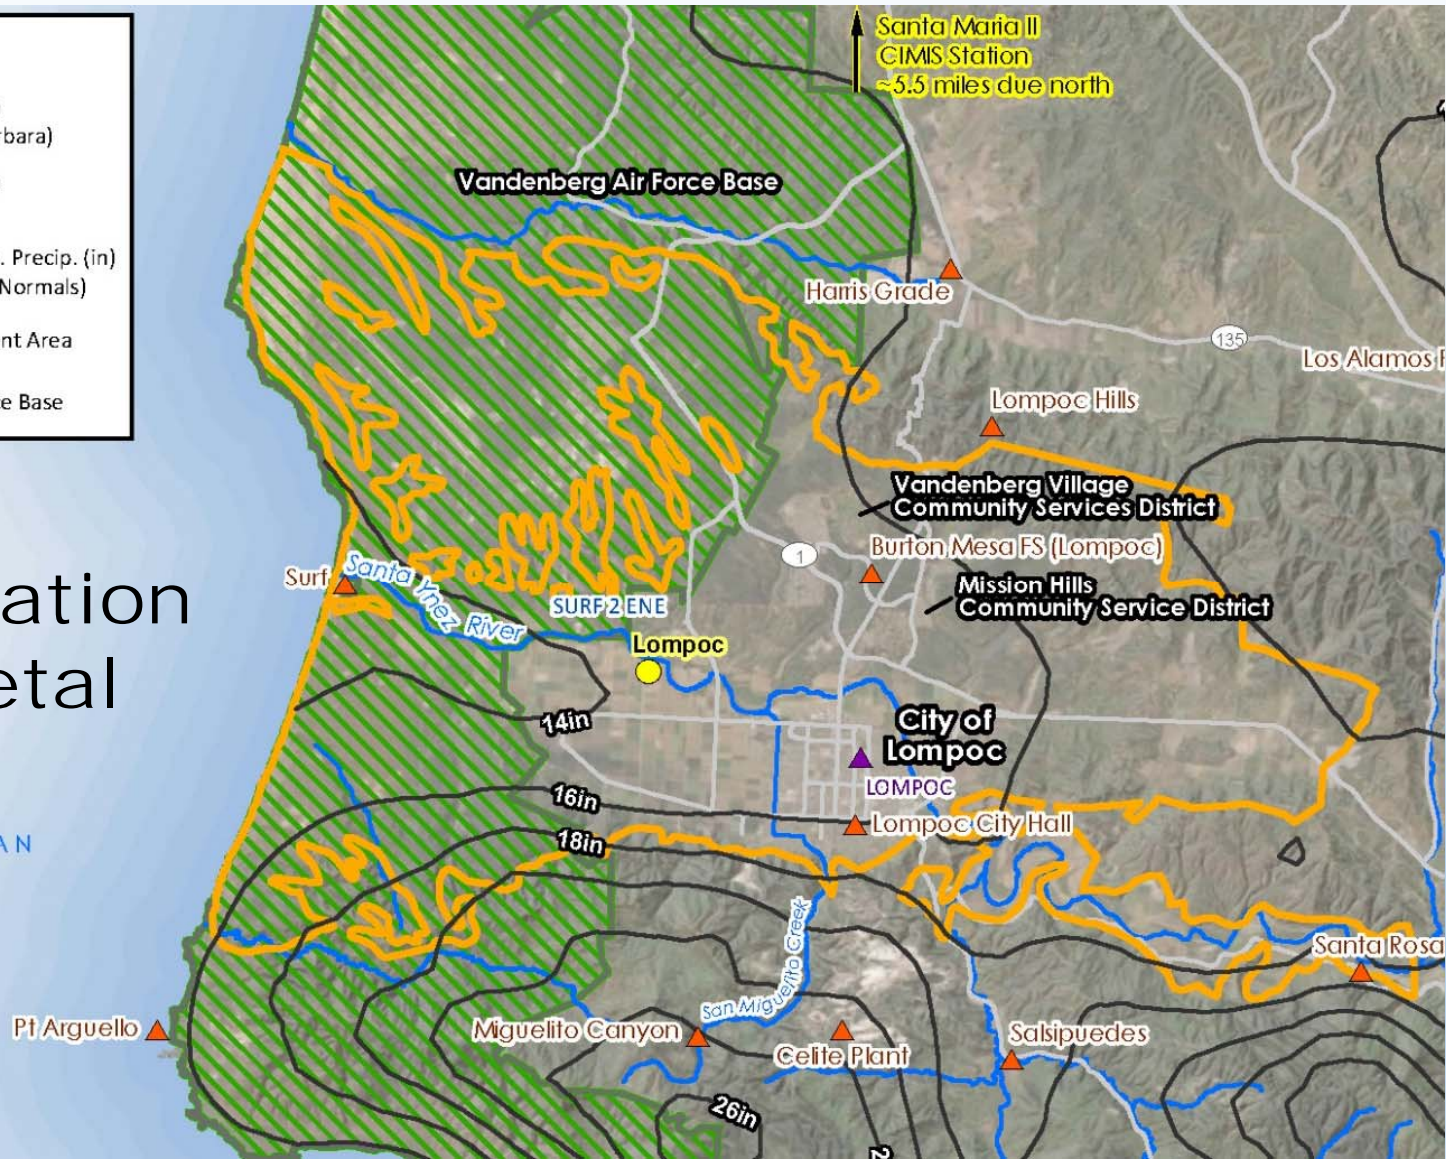 Santa Maria II
CIMIS Station
~5.5 miles due north
rbara)
. Precip. (in)
Normals)
nt Area
ce Base
Vandenberg Air Force Base
Harris Grade
135
Los Alamos F
Lompoc Hills
Vandenberg Village
Community Services District
1
Burton Mesa FS (Lompoc)
Mission Hills
Community Service District
Surf
Santa Ynez River
SURF 2 ENE
ation
etal
Lompoc
14in
City of
Lompoc
LOMPOC
16in
Lompoc City Hall
18in
AN
San Miguelito Creek
Santa Rosa
Pt Arguello
Miguelito Canyon
Celite Plant
Salsipuedes
26in